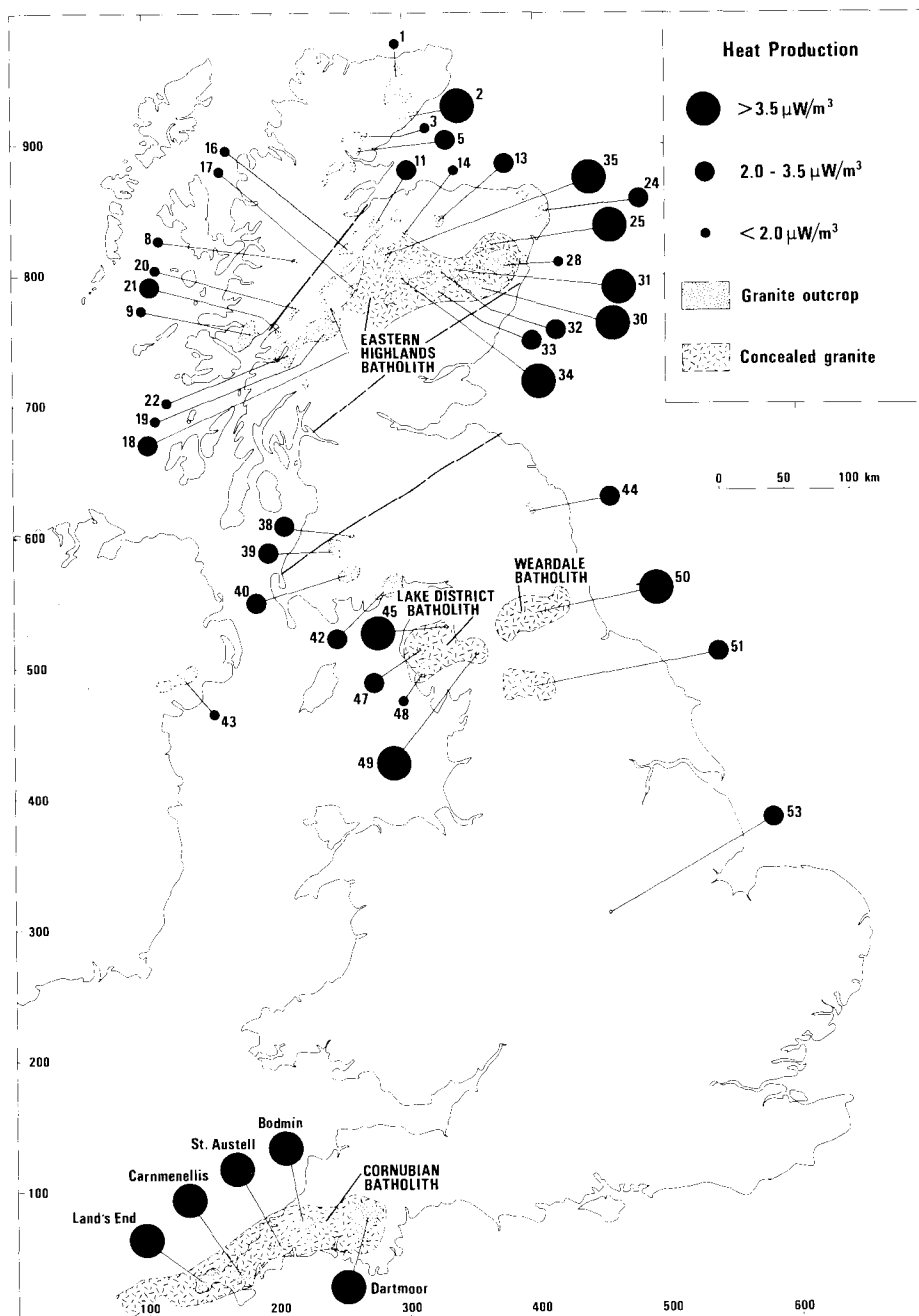 1
Heat Production
2
> 3.5 μW/m³
3
5
900
16
17
11
14
13
35
2.0 - 3.5 μW/m³
24
25
< 2.0 μW/m³
8
20
21
9
28
800
31
Granite outcrop
30
32
33
EASTERN
HIGHLANDS
BATHOLITH
Concealed granite
34
22
19
18
700
0 50 100 km
44
38
600
39
WEARDALE
BATHOLITH
50
40
LAKE DISTRICT
BATHOLITH
45
42
51
500
47
48
43
49
400
53
300
200
Bodmin
St. Austell
Carnmenellis
CORNUBIAN
BATHOLITH
100
Land's End
Dartmoor
100 200 300 400 500 600